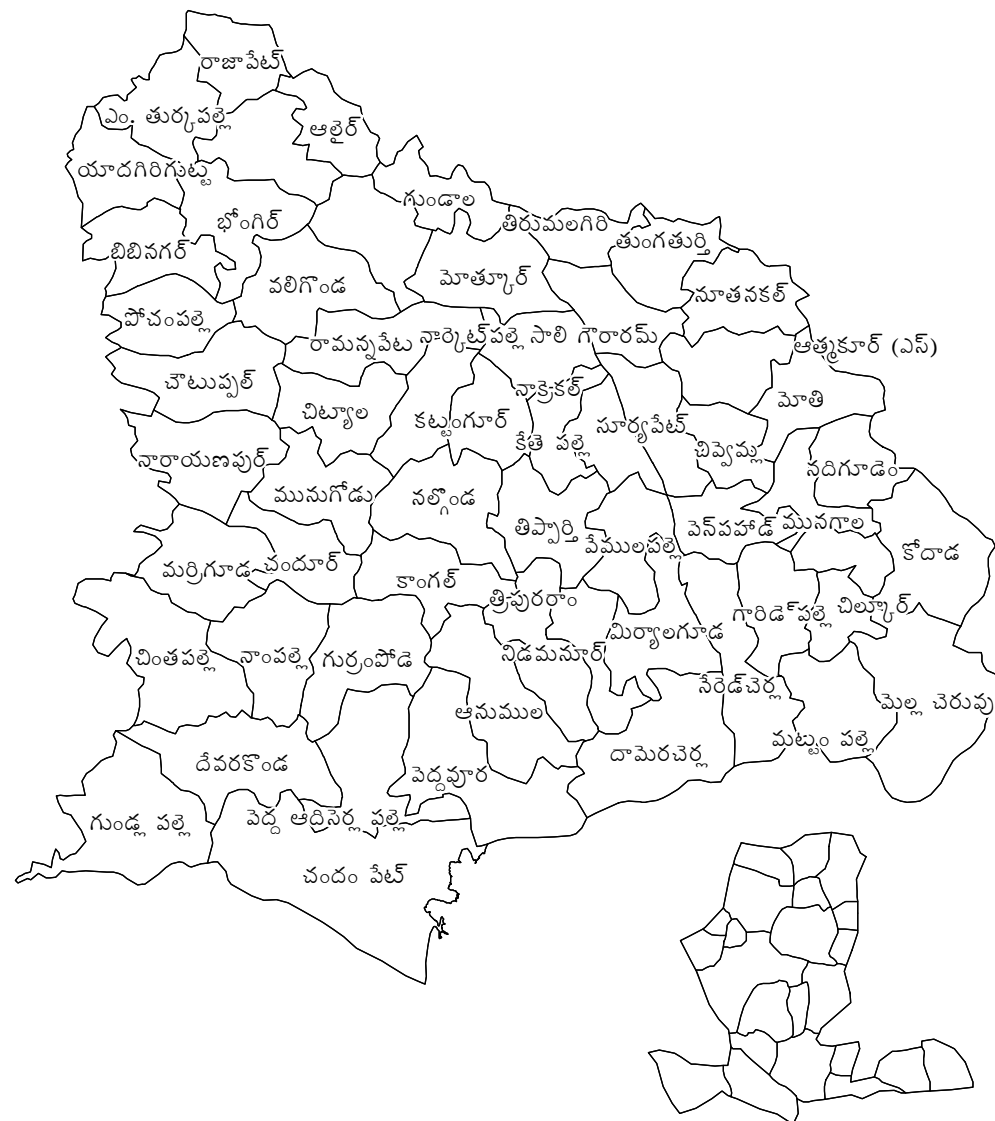 రాజాపేట్
ఎం. తుర్కపల్లె
ఆలైర్
యాదగిరిగుట్ట
గుండాల
భోంగిర్
తిరుమలగిరి
తుంగతుర్తి
బిబినగర్
వలిగొండ
మోత్కూర్
నూతనకల్
పోచంపల్లె
రామన్నపేట
నార్కెట్‌పల్లె
సాలి గౌరారమ్
ఆత్మకూర్ (ఎస్)
చౌటుప్పల్
నాక్రెకల్
మోతి
చిట్యాల
కట్టుంగూర్
కేతె పల్లె
సూర్యపేట్
చివ్వెమ్ల
నారాయణపుర్
నదిగూడెం
మునుగోడు
నల్గొండ
తిప్పార్తి
వేములపల్లె
పెన్‌పహాడ్
మునగాల
కోదాడ
మర్రిగూడ
చందూర్
కాంగల్
త్రిపురరాం
గారిడెపల్లె
చిల్కూర్
చింతపల్లె
నాంపల్లె
గుర్రంపోడె
నిడమనూర్
మిర్యాలగూడ
నేరెడ్‌చెర్ల
మెల్ల చెరువు
ఆనుముల
మట్టం పల్లె
దేవరకొండ
పెద్దవూర
దామెరచెర్ల
గుండ్ల పల్లె
పెద్ద ఆదిసెర్ల పల్లె
చందం పేట్